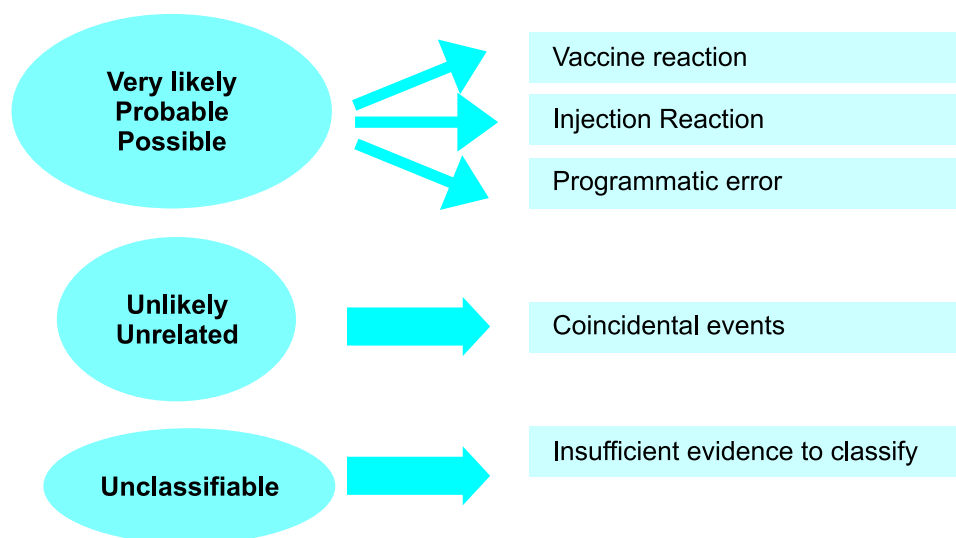 Very likely
Probable
Possible
Vaccine reaction
Injection Reaction
Programmatic error
Unlikely
Unrelated
Coincidental events
Unclassifiable
Insufficient evidence to classify